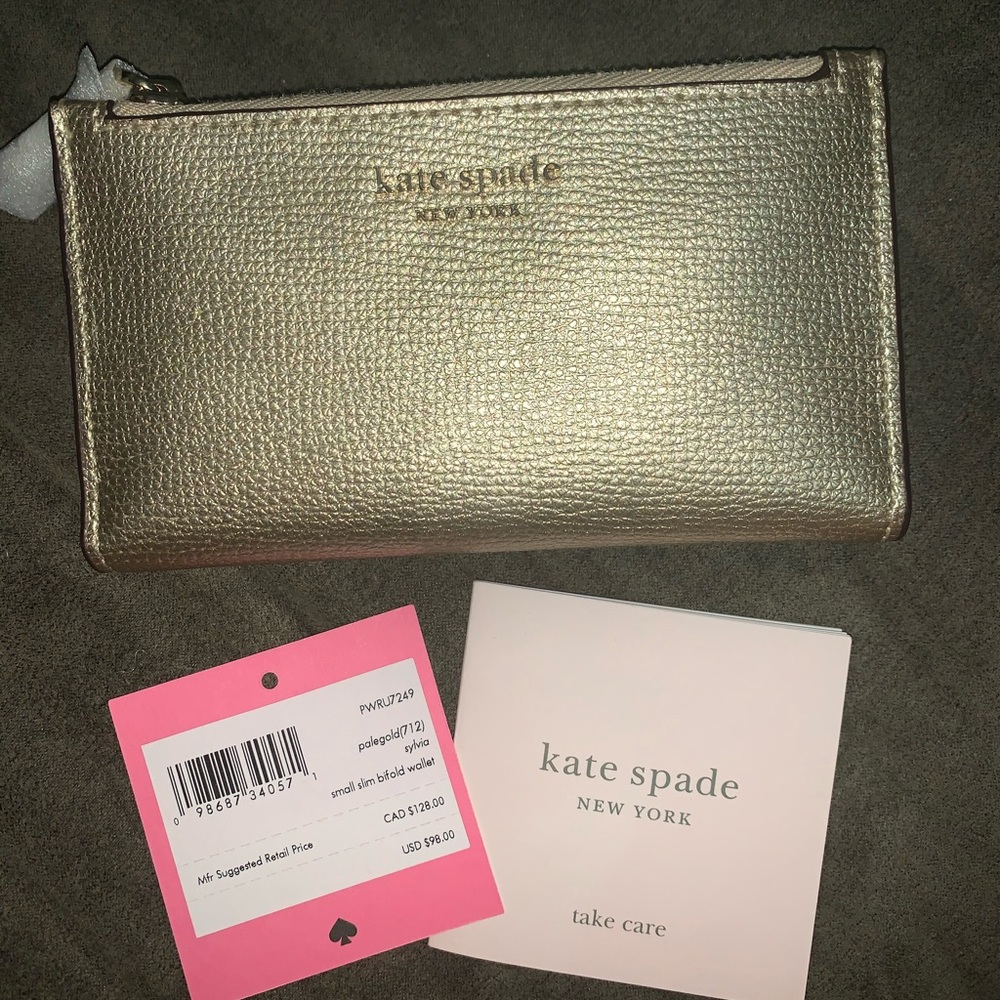 kate spade
NEW YORK
PWRU7249
palegold(712)
sylvia
small slim bifold wallet
0 98687 34057 1
CAD $128.00
Mfr Suggested Retail Price
USD $98.00
kate spade
NEW YORK
take care